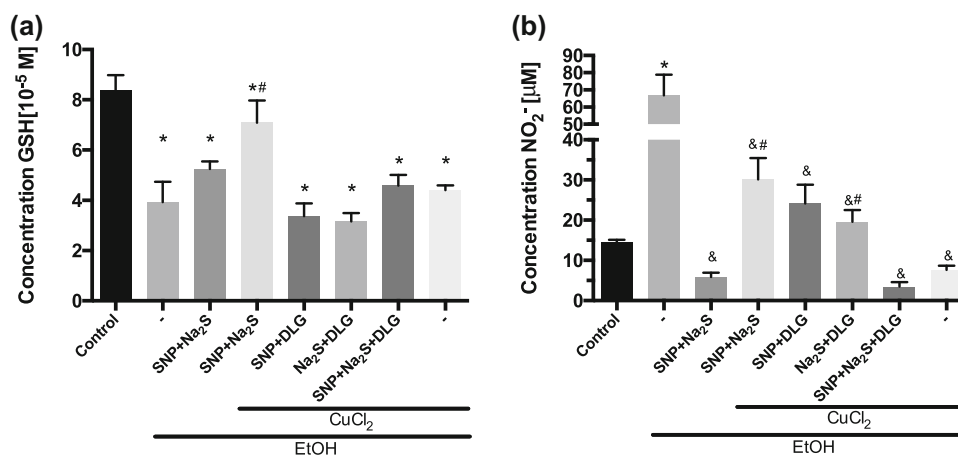 (a)
Concentration GSH[10⁻⁵ M]
10
8
6
4
2
0
*
*
*#
*
*
*
*
Control
-
SNP+Na₂S
SNP+Na₂S
SNP+DLG
Na₂S+DLG
SNP+Na₂S+DLG
-
CuCl₂
EtOH
(b)
Concentration NO₂⁻ [µM]
90
80
70
60
50
40
30
20
10
0
*
&
&#
&
&#
&
&
Control
-
SNP+Na₂S
SNP+Na₂S
SNP+DLG
Na₂S+DLG
SNP+Na₂S+DLG
-
CuCl₂
EtOH